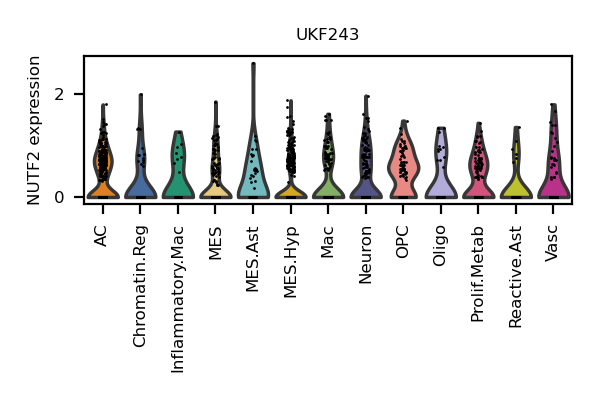 UKF243
NUTF2 expression
2
0
AC
Chromatin.Reg
Inflammatory.Mac
MES
MES.Ast
MES.Hyp
Mac
Neuron
OPC
Oligo
Prolif.Metab
Reactive.Ast
Vasc